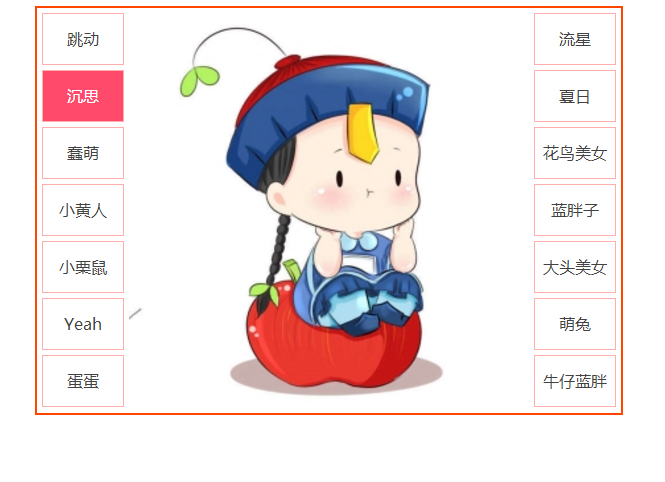 跳动
沉思
蠢萌
小黄人
小栗鼠
Yeah
蛋蛋
流星
夏日
花鸟美女
蓝胖子
大头美女
萌兔
牛仔蓝胖